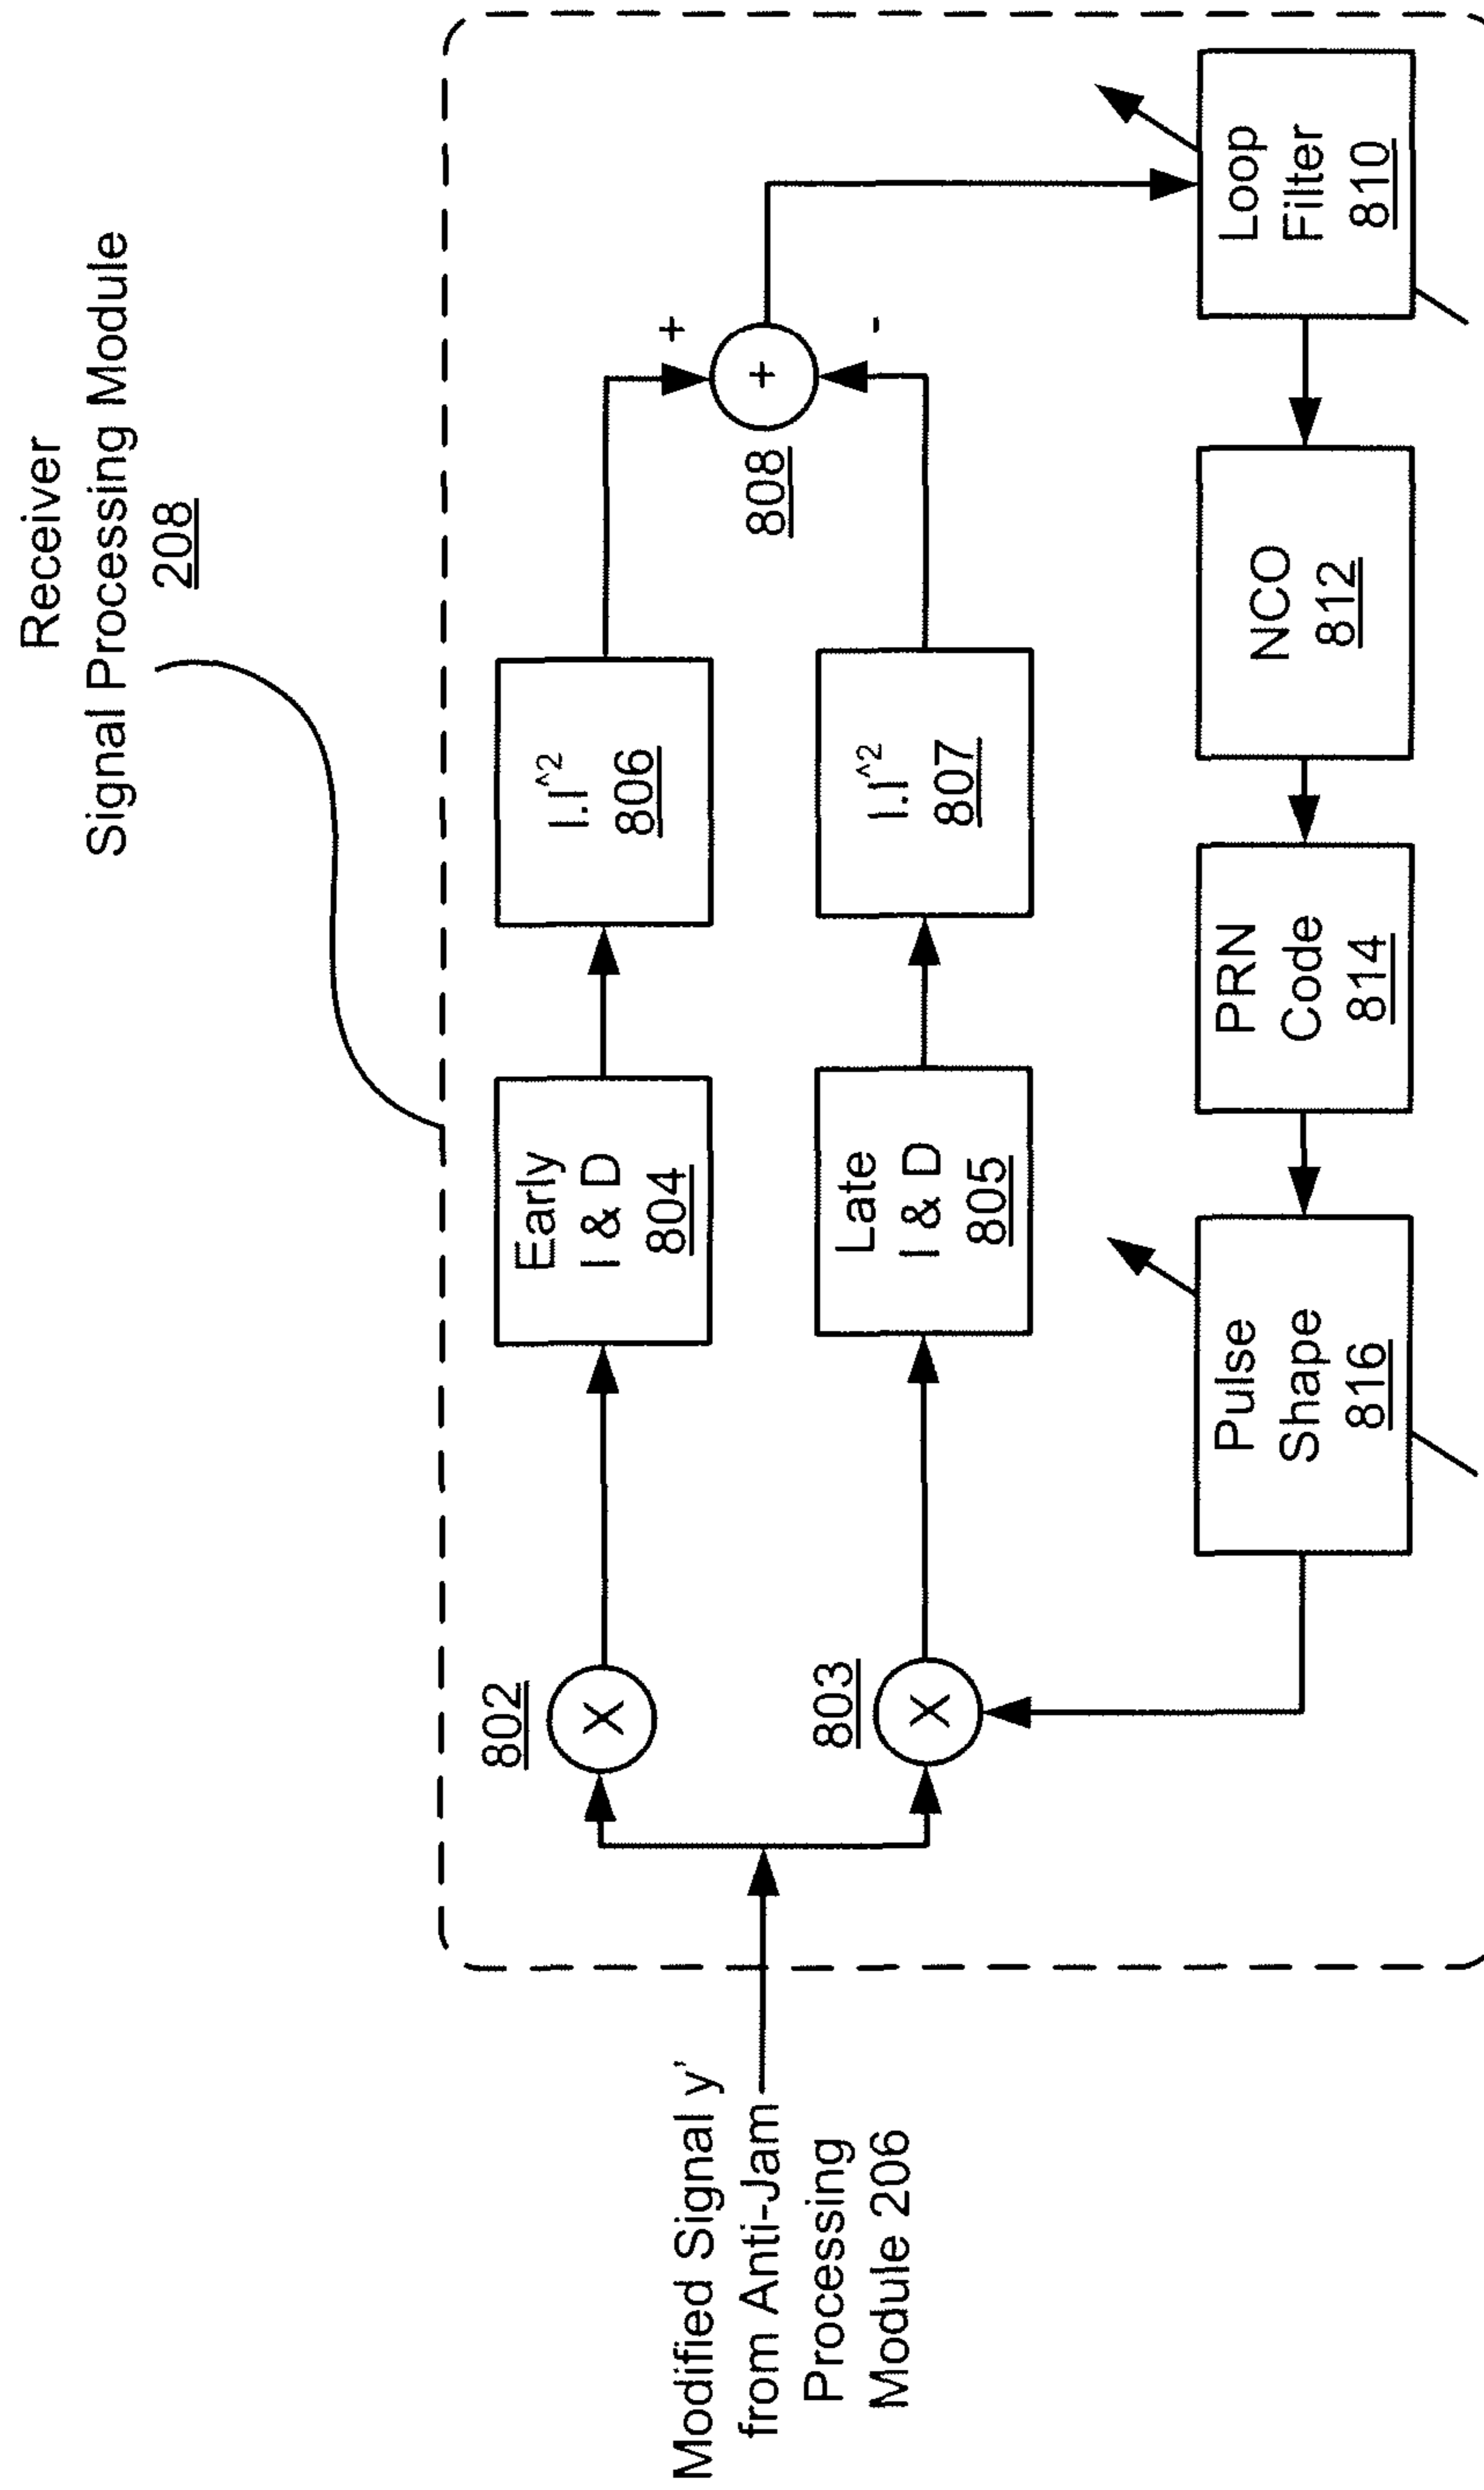 Receiver
Signal Processing Module
208
Modified Signal y'
from Anti-Jam
Processing
Module 206
802
X
803
X
Early
I & D
804
Late
I & D
805
I.I^2
806
I.I^2
807
+
+
-
808
Pulse
Shape
816
PRN
Code
814
NCO
812
Loop
Filter
810